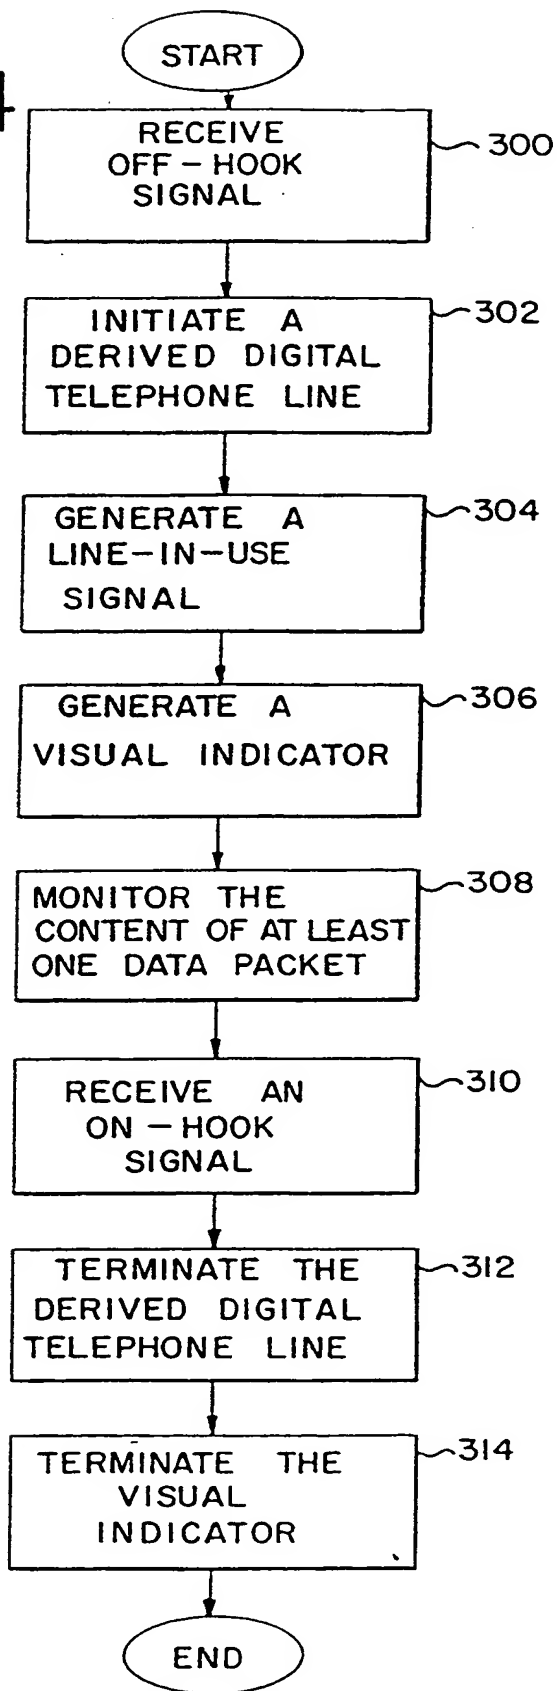 START
RECEIVE
OFF-HOOK
SIGNAL
300
INITIATE A
DERIVED DIGITAL
TELEPHONE LINE
302
GENERATE A
LINE-IN-USE
SIGNAL
304
GENERATE A
VISUAL INDICATOR
306
MONITOR THE
CONTENT OF AT LEAST
ONE DATA PACKET
308
RECEIVE AN
ON-HOOK
SIGNAL
310
TERMINATE THE
DERIVED DIGITAL
TELEPHONE LINE
312
TERMINATE THE
VISUAL
INDICATOR
314
END